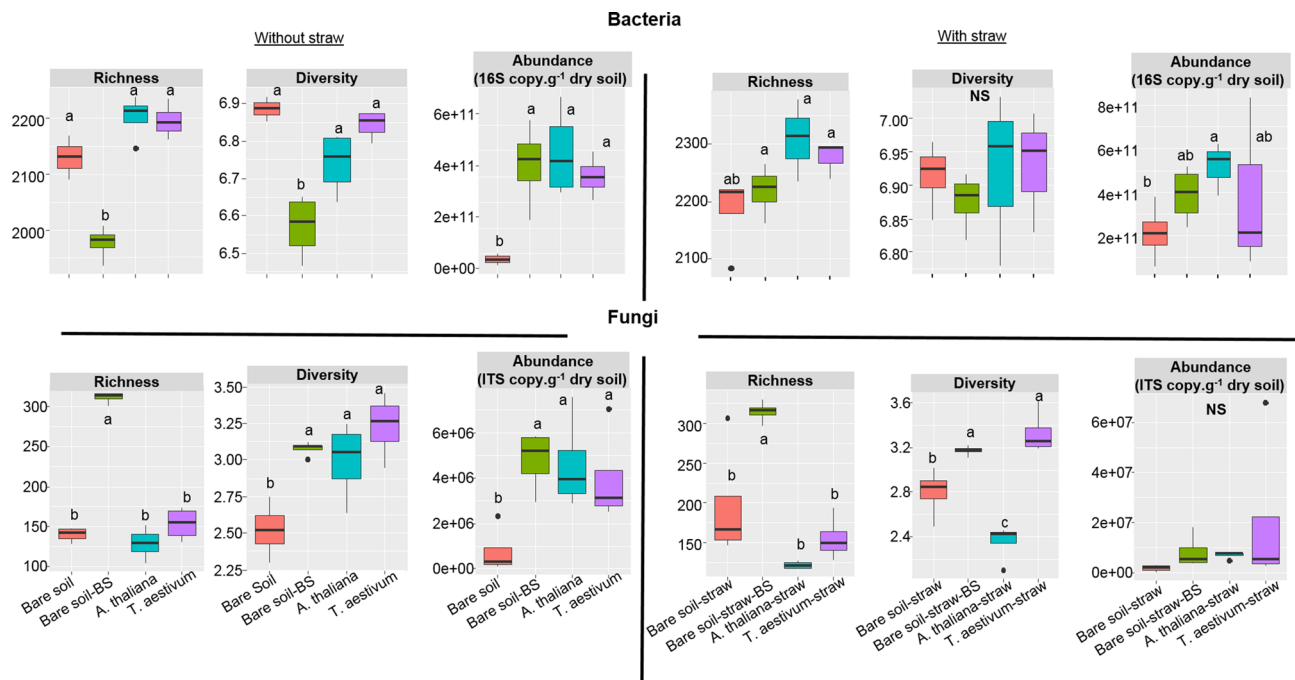 Bacteria
Without straw
With straw
Richness
Diversity
Abundance
(16S copy.g⁻¹ dry soil)
Richness
Diversity
Abundance
(16S copy.g⁻¹ dry soil)
2200
2100
2000
a
b
a
a
6.9
6.8
6.7
6.6
6.5
a
b
a
a
6e+11
4e+11
2e+11
0e+00
b
a
a
a
2300
2200
2100
ab
a
a
a
7.00
6.95
6.90
6.85
6.80
NS
8e+11
6e+11
4e+11
2e+11
b
ab
a
ab
Fungi
Richness
Diversity
Abundance
(ITS copy.g⁻¹ dry soil)
Richness
Diversity
Abundance
(ITS copy.g⁻¹ dry soil)
300
250
200
150
100
b
a
b
b
3.50
3.25
3.00
2.75
2.50
2.25
b
a
a
a
6e+06
4e+06
2e+06
0e+00
b
a
a
a
300
250
200
150
b
a
b
b
3.6
3.2
2.8
2.4
b
a
c
a
8e+07
6e+07
4e+07
2e+07
0e+00
NS
Bare soil
Bare soil-BS
A. thaliana
T. aestivum
Bare Soil
Bare soil-BS
A. thaliana
T. aestivum
Bare soil
Bare soil-BS
A. thaliana
T. aestivum
Bare soil-straw
Bare soil-straw-BS
A. thaliana-straw
T. aestivum-straw
Bare soil-straw
Bare soil-straw-BS
A. thaliana-straw
T. aestivum-straw
Bare soil-straw
Bare soil-straw-BS
A. thaliana-straw
T. aestivum-straw